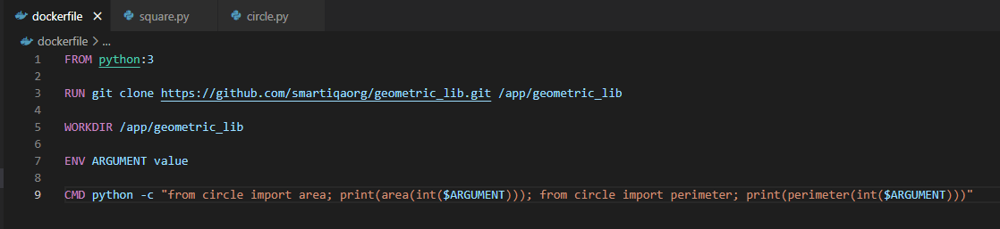 dockerfile square.py circle.py
dockerfile > ...
1 FROM python:3
2
3 RUN git clone https://github.com/smartiqaorg/geometric_lib.git /app/geometric_lib
4
5 WORKDIR /app/geometric_lib
6
7 ENV ARGUMENT value
8
9 CMD python -c "from circle import area; print(area(int($ARGUMENT))); from circle import perimeter; print(perimeter(int($ARGUMENT)))"